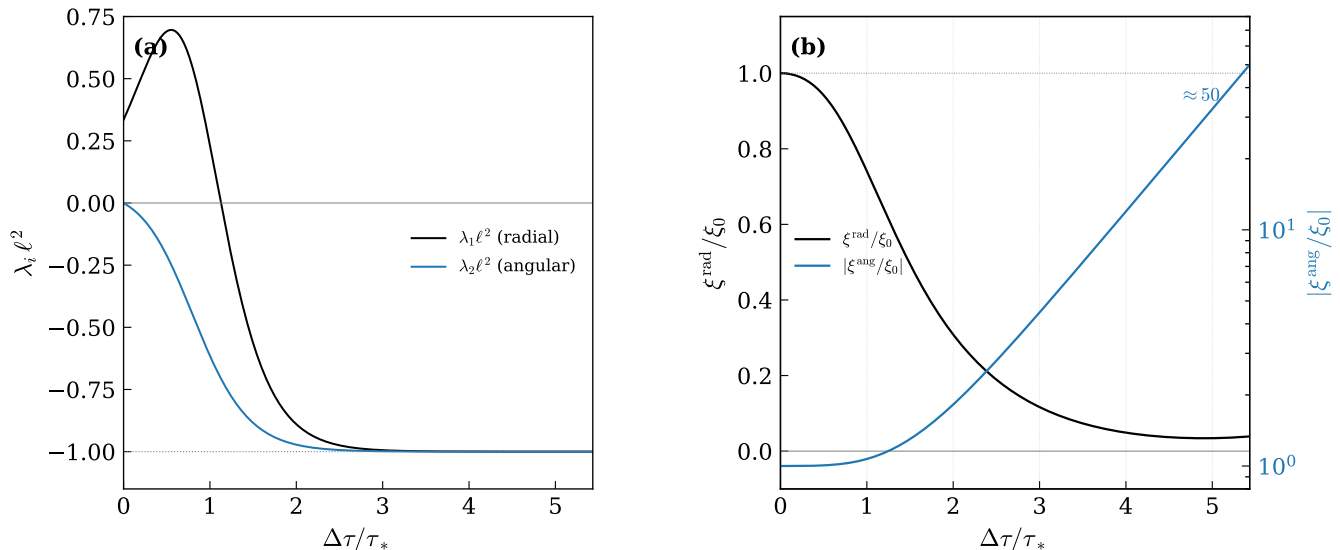 (a)
0.75
0.50
0.25
0.00
−0.25
−0.50
−0.75
−1.00
λ_i ℓ²
λ₁ℓ² (radial)
λ₂ℓ² (angular)
0 1 2 3 4 5
Δτ/τ_*
(b)
1.0
0.8
0.6
0.4
0.2
0.0
ξ^rad/ξ₀
≈ 50
ξ^rad/ξ₀
|ξ^ang/ξ₀|
10¹
10⁰
|ξ^ang/ξ₀|
0 1 2 3 4 5
Δτ/τ_*